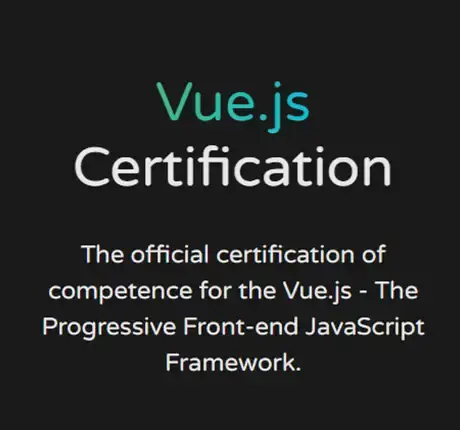 Vue.js
Certification
The official certification of
competence for the Vue.js - The
Progressive Front-end JavaScript
Framework.